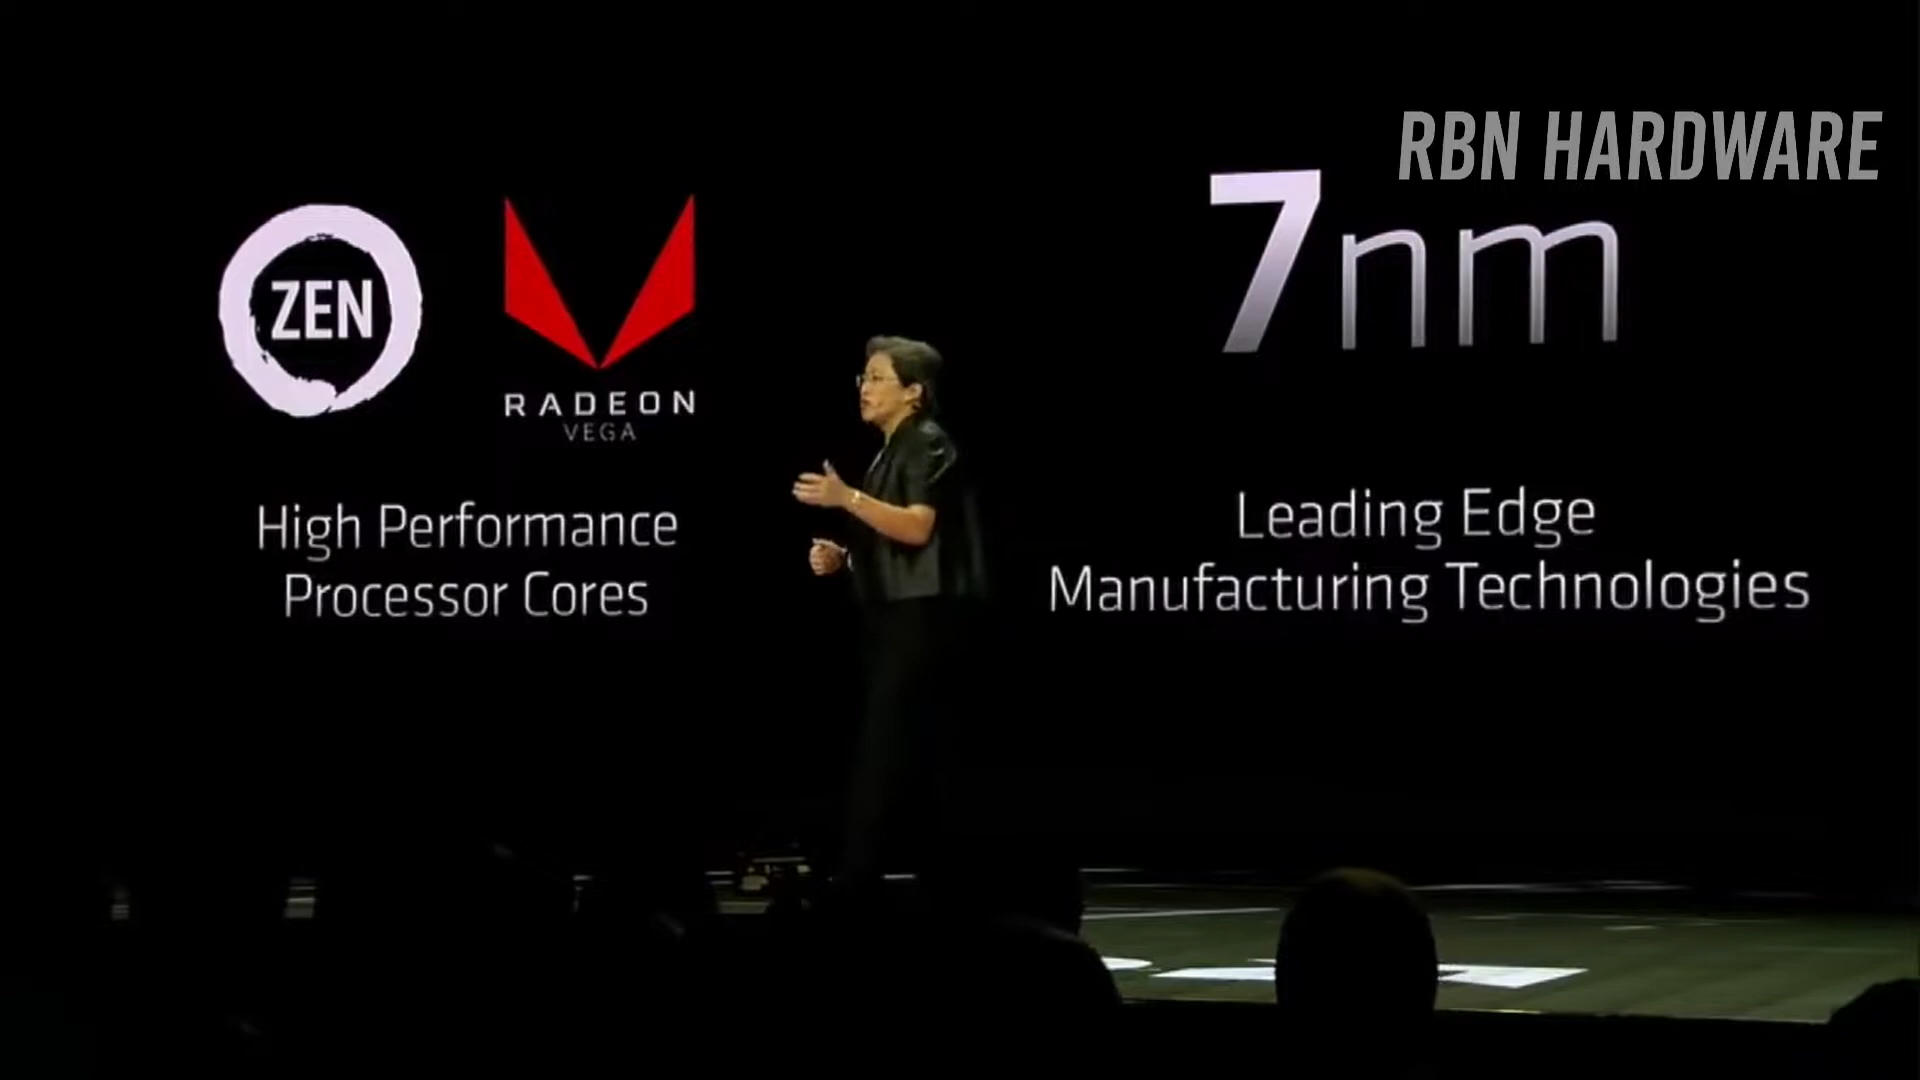 RBN HARDWARE
ZEN
RADEON
VEGA
High Performance
Processor Cores
7nm
Leading Edge
Manufacturing Technologies